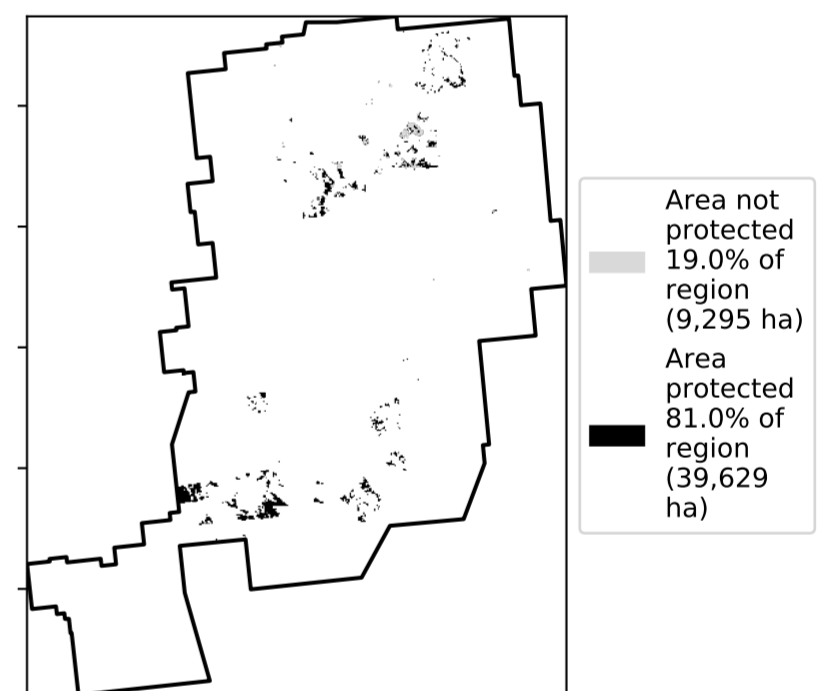 Area not
protected
19.0% of
region
(9,295 ha)
Area
protected
81.0% of
region
(39,629
ha)